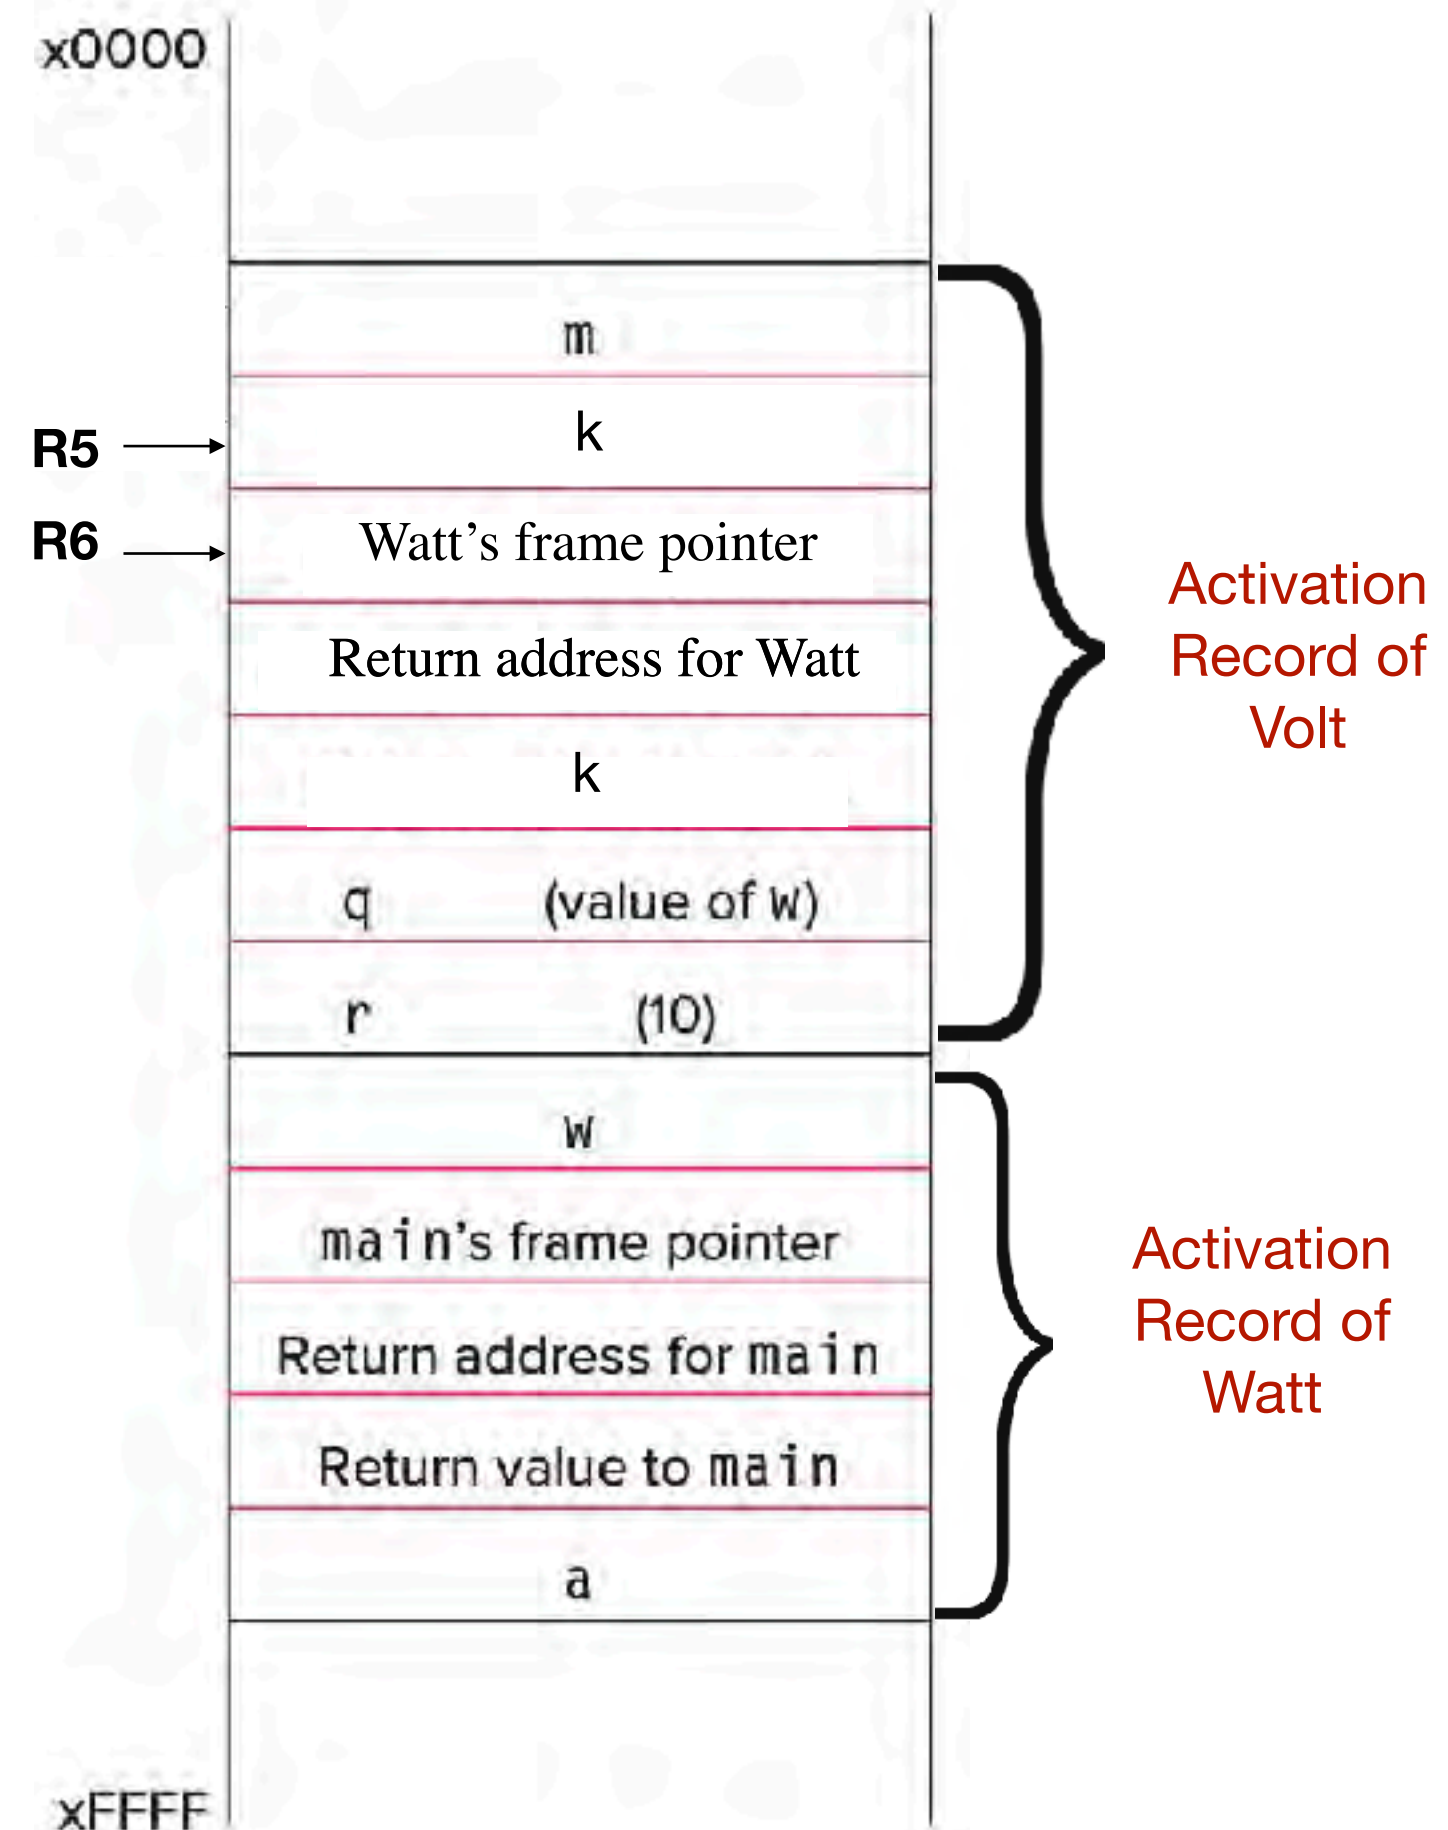 x0000
m
R5
k
R6
Watt's frame pointer
Return address for Watt
k
q (value of w)
r (10)
Activation
Record of
Volt
w
main's frame pointer
Return address for main
Return value to main
a
Activation
Record of
Watt
xFFFF